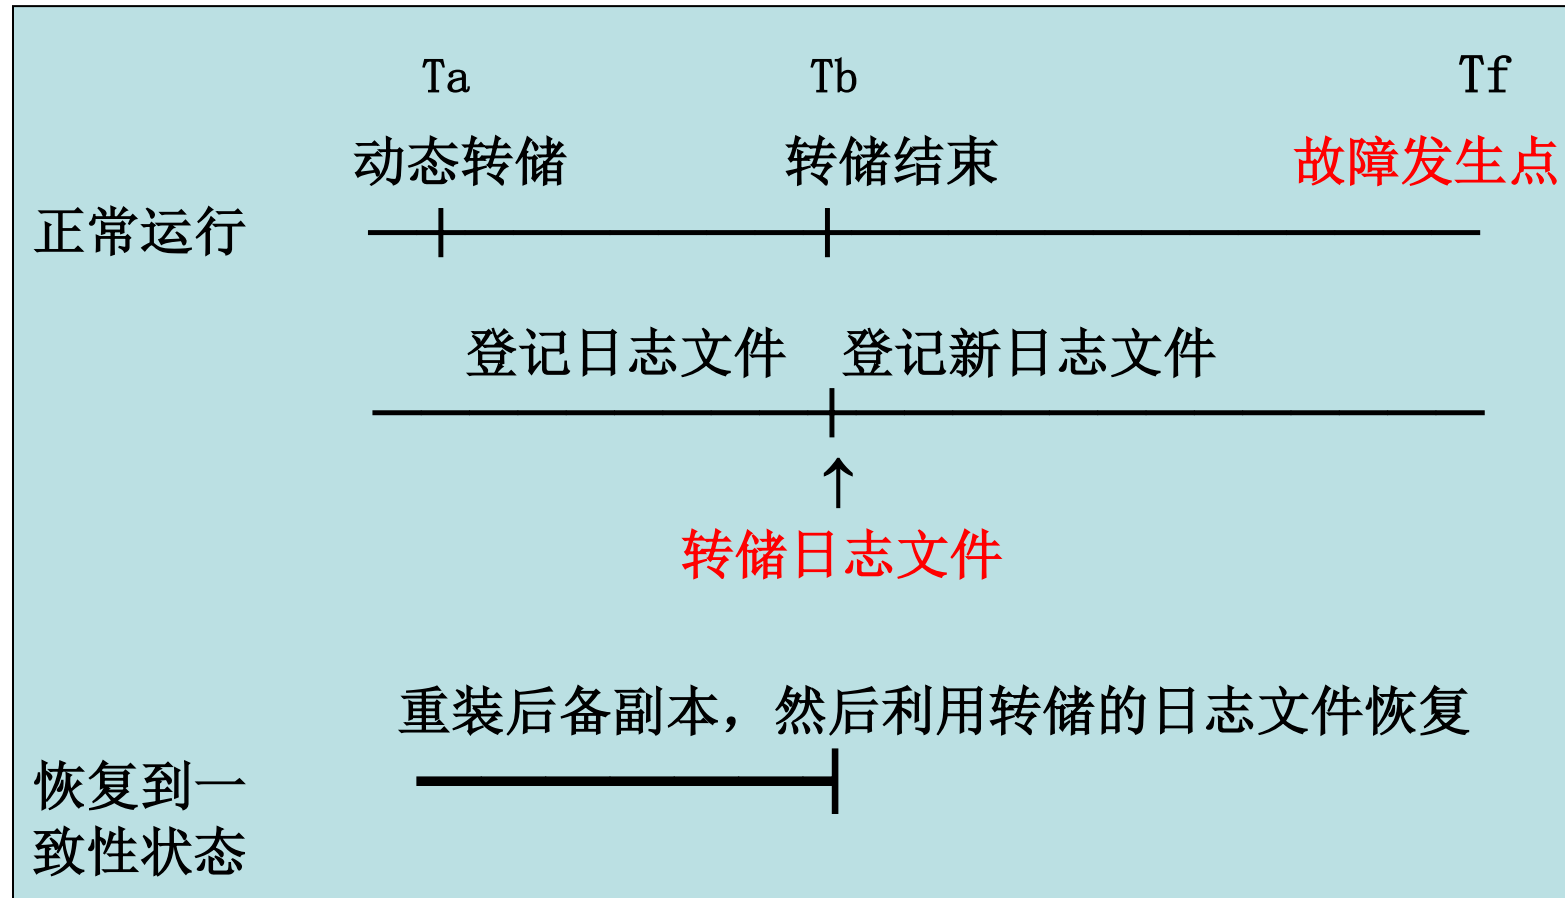 Ta Tb Tf
动态转储 转储结束 故障发生点
正常运行
登记日志文件 登记新日志文件
↑
转储日志文件
重装后备副本，然后利用转储的日志文件恢复
恢复到一
致性状态